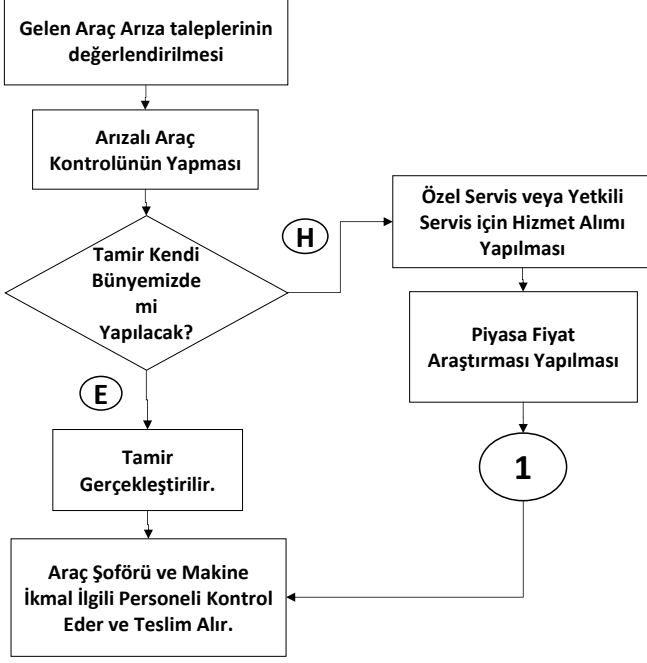 Gelen Araç Arıza taleplerinin
değerlendirilmesi
Arızalı Araç
Kontrolünün Yapması
Tamir Kendi
Bünyemizde
mi
Yapılacak?
H
Özel Servis veya Yetkili
Servis için Hizmet Alımı
Yapılması
Piyasa Fiyat
Araştırması Yapılması
E
1
Tamir
Gerçekleştirilir.
Araç Şoförü ve Makine
İkmal İlgili Personeli Kontrol
Eder ve Teslim Alır.